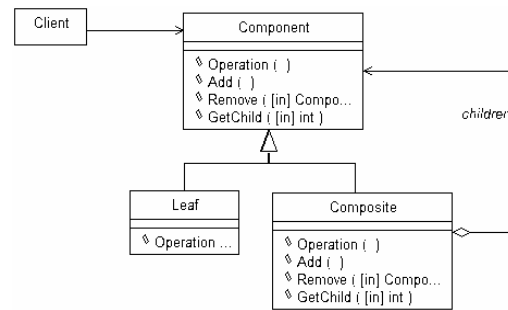 Client
Component
Operation ( )
Add ( )
Remove ( [in] Compo...
GetChild ( [in] int )
children
Leaf
Operation ...
Composite
Operation ( )
Add ( )
Remove ( [in] Compo...
GetChild ( [in] int )